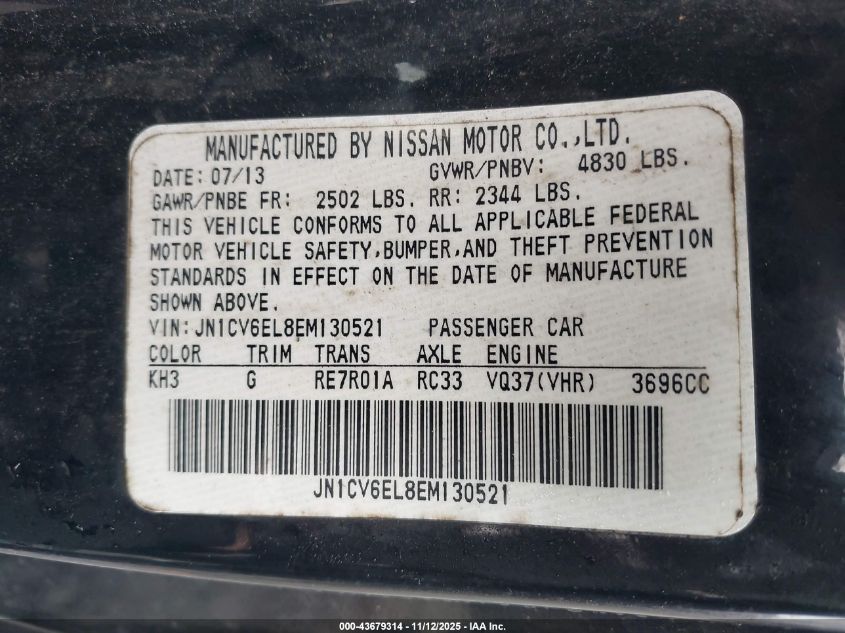 MANUFACTURED BY NISSAN MOTOR CO.,LTD.
DATE: 07/13 GVWR/PNBV: 4830 LBS.
GAWR/PNBE FR: 2502 LBS. RR: 2344 LBS.
THIS VEHICLE CONFORMS TO ALL APPLICABLE FEDERAL
MOTOR VEHICLE SAFETY,BUMPER,AND THEFT PREVENTION
STANDARDS IN EFFECT ON THE DATE OF MANUFACTURE
SHOWN ABOVE.
VIN:JN1CV6EL8EM130521 PASSENGER CAR
COLOR TRIM TRANS AXLE ENGINE
KH3 G RE7R01A RC33 VQ37(VHR) 3696CC
JN1CV6EL8EM130521
000-43679314 - 11/12/2025 - IAA Inc.